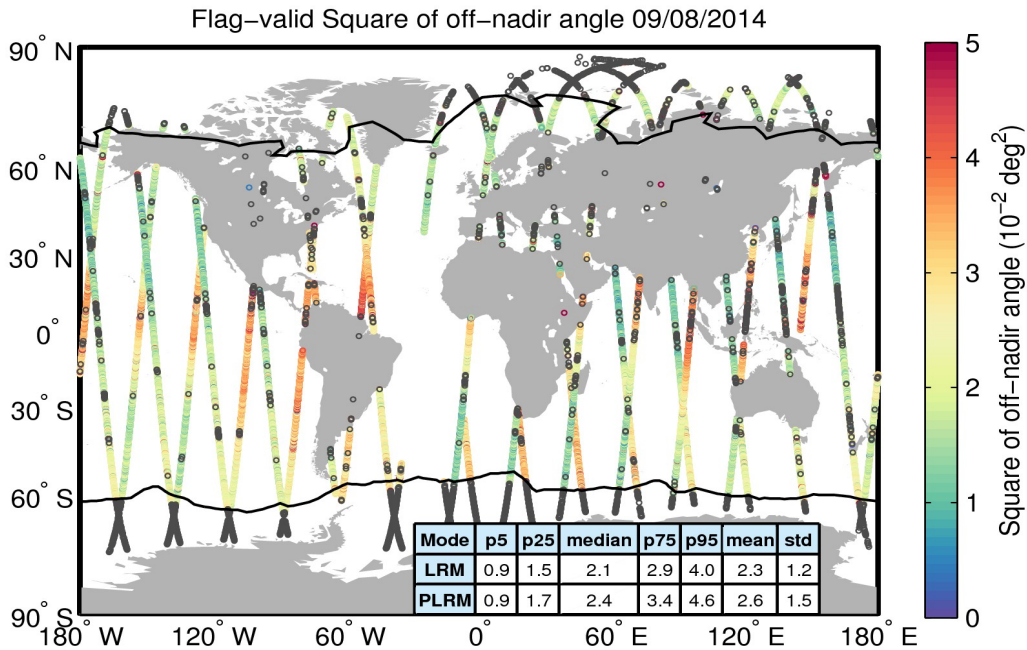 Flag−valid Square of off−nadir angle 09/08/2014
90° N
60° N
30° N
0°
30° S
60° S
90° S
180° W
120° W
60° W
0°
60° E
120° E
180° E
Mode p5 p25 median p75 p95 mean std
LRM 0.9 1.5 2.1 2.9 4.0 2.3 1.2
PLRM 0.9 1.7 2.4 3.4 4.6 2.6 1.5
5
4
3
2
1
0
Square of off−nadir angle (10⁻² deg²)